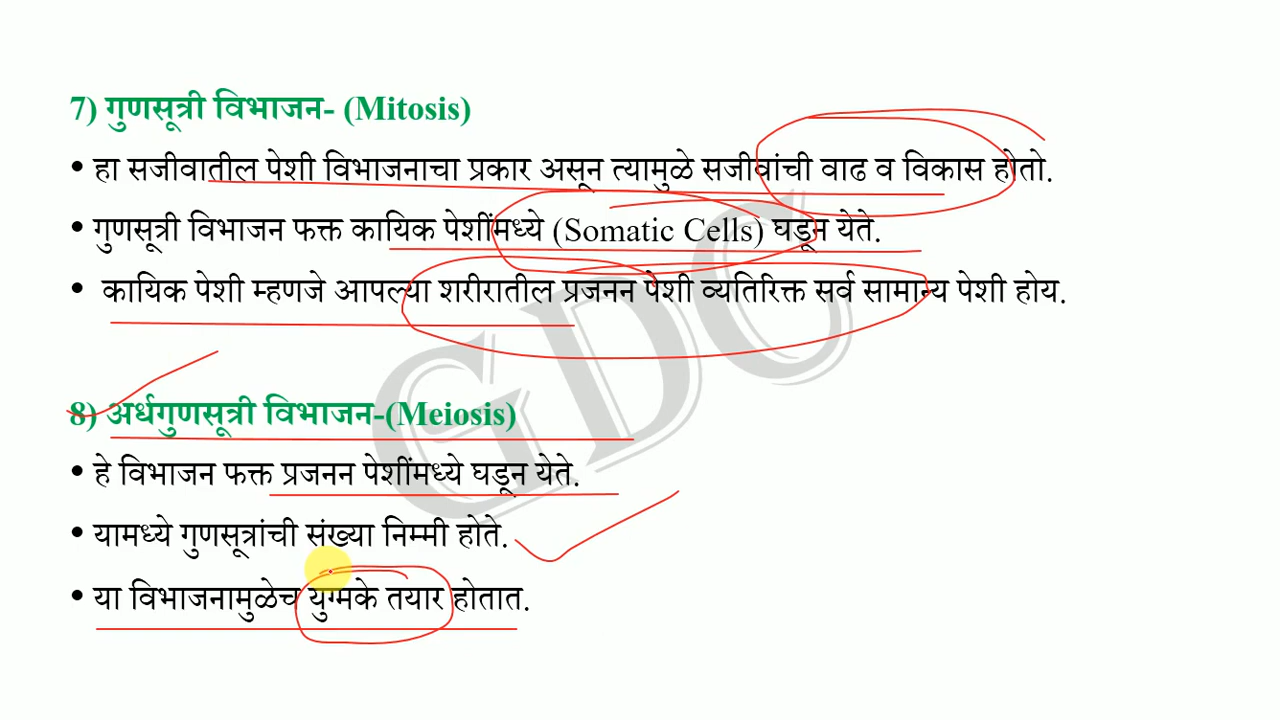 7) गुणसूत्री विभाजन- (Mitosis)
• हा सजीवातील पेशी विभाजनाचा प्रकार असून त्यामुळे सजीवांची वाढ व विकास होतो.
• गुणसूत्री विभाजन फक्त कायिक पेशींमध्ये (Somatic Cells) घडून येते.
• कायिक पेशी म्हणजे आपल्या शरीरातील प्रजनन पेशी व्यतिरिक्त सर्व सामान्य पेशी होय.
8) अर्धगुणसूत्री विभाजन-(Meiosis)
• हे विभाजन फक्त प्रजनन पेशींमध्ये घडून येते.
• यामध्ये गुणसूत्रांची संख्या निम्मी होते.
• या विभाजनामुळेच युग्मके तयार होतात.
GDC